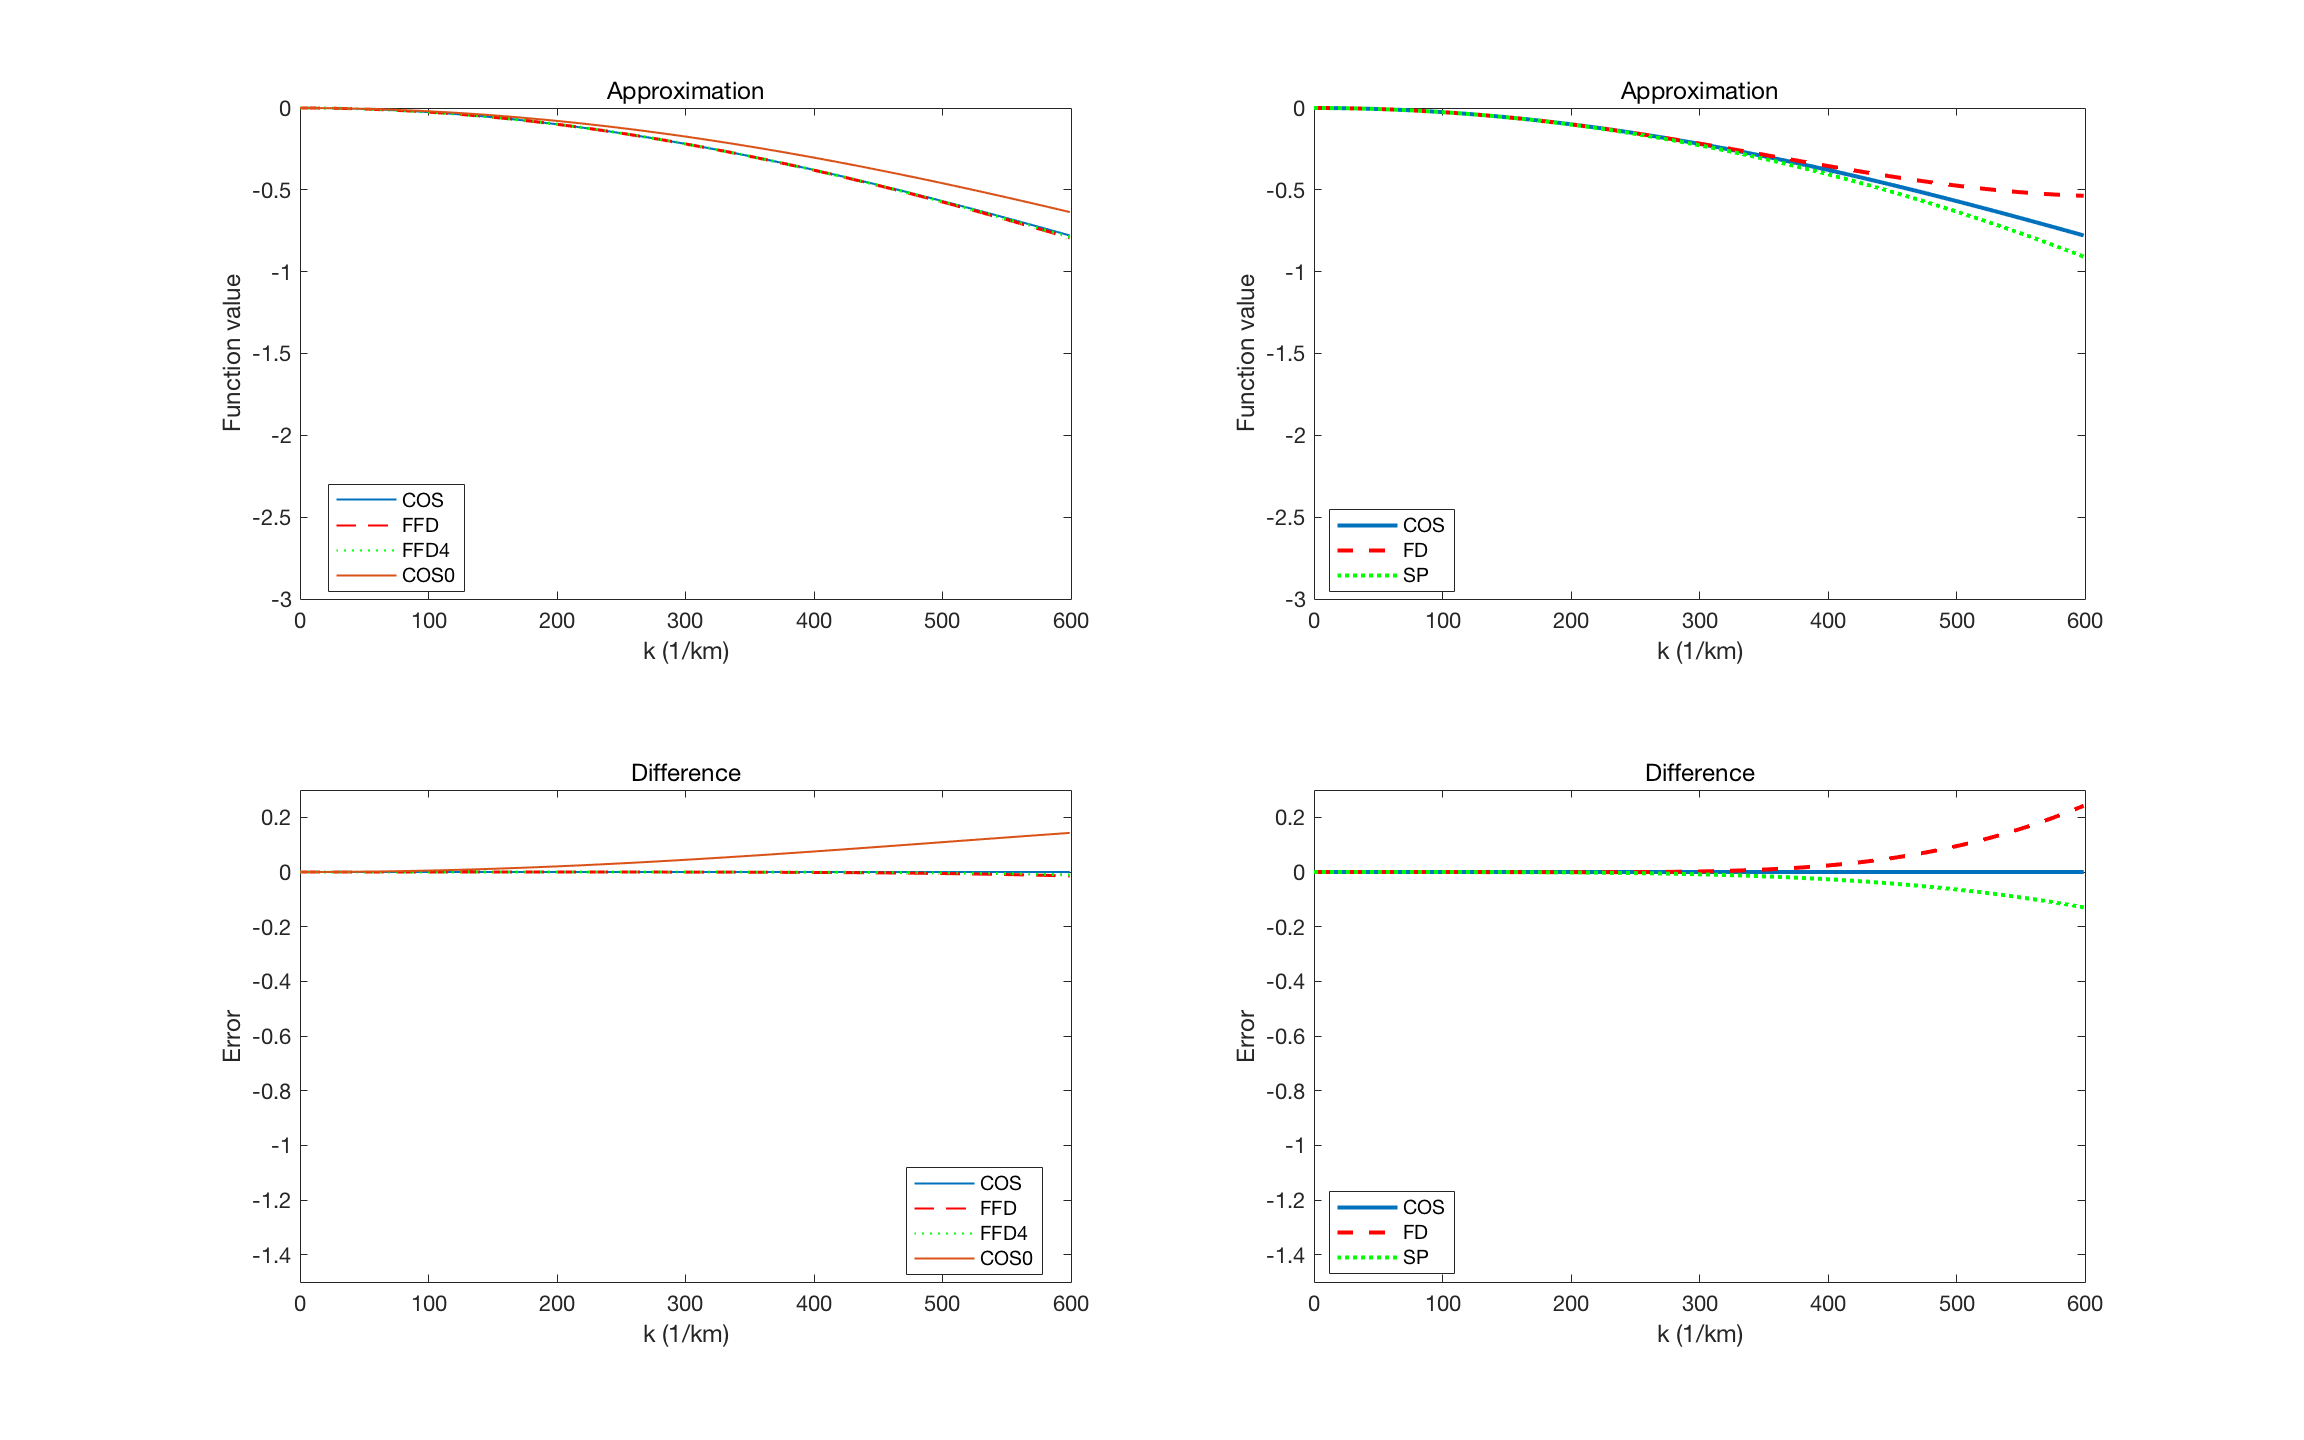 Approximation
0
-0.5
-1
-1.5
-2
-2.5
-3
Function value
COS
FFD
FFD4
COS0
0 100 200 300 400 500 600
k (1/km)
Approximation
0
-0.5
-1
-1.5
-2
-2.5
-3
Function value
COS
FD
SP
0 100 200 300 400 500 600
k (1/km)
Difference
0.2
0
-0.2
-0.4
-0.6
-0.8
-1
-1.2
-1.4
Error
COS
FFD
FFD4
COS0
0 100 200 300 400 500 600
k (1/km)
Difference
0.2
0
-0.2
-0.4
-0.6
-0.8
-1
-1.2
-1.4
Error
COS
FD
SP
0 100 200 300 400 500 600
k (1/km)